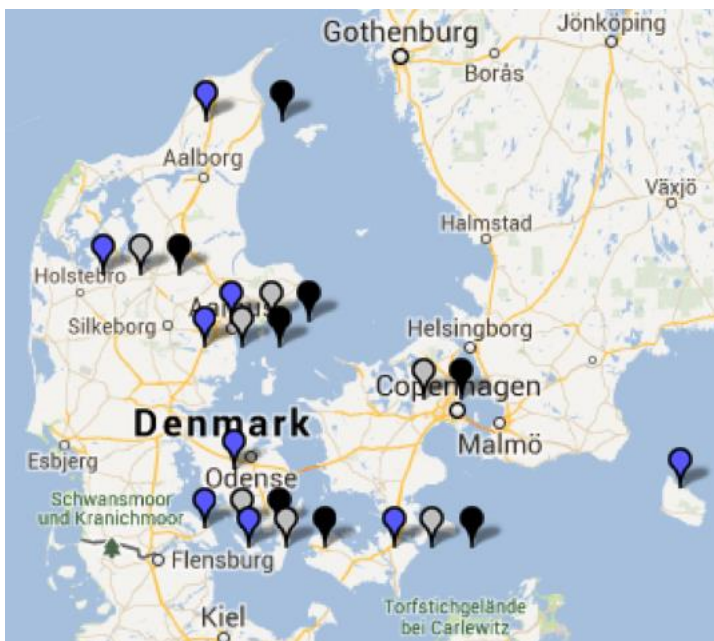 Gothenburg
Jönköping
Borås
Aalborg
Växjö
Halmstad
Holstebro
Aarhus
Silkeborg
Helsingborg
Copenhagen
Denmark
Malmö
Esbjerg
Odense
Schwansmoor
und Kranichmoor
Flensburg
Torfstichgelände
bei Carlewitz
Kiel